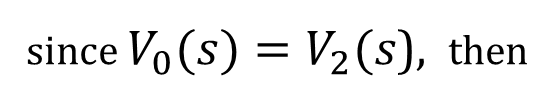 since V₀(s) = V₂(s), then